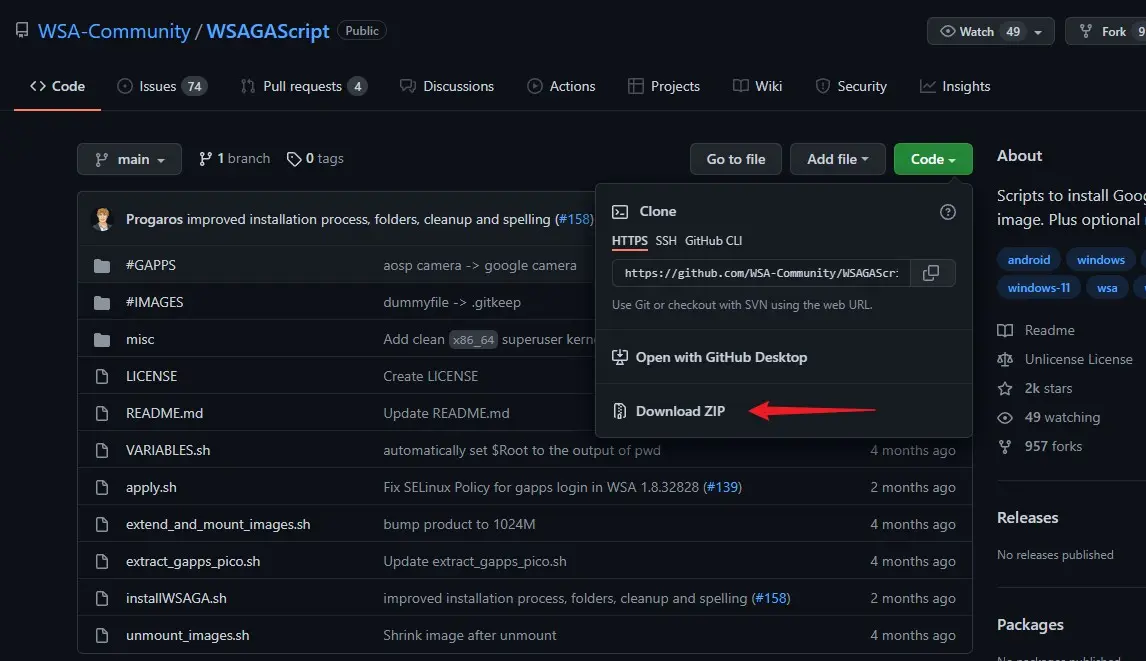 WSA-Community / WSAGAScript Public
Watch 49
Fork
Code
Issues 74
Pull requests 4
Discussions
Actions
Projects
Wiki
Security
Insights
main
1 branch
0 tags
Go to file
Add file
Code
Progaros improved installation process, folders, cleanup and spelling (#158)
#GAPPS aosp camera -> google camera
#IMAGES dummyfile -> .gitkeep
misc Add clean x86_64 superuser
LICENSE Create LICENSE
README.md Update README.md
VARIABLES.sh automatically set $Root to the output of pwd 4 months ago
apply.sh Fix SELinux Policy for gapps login in WSA 1.8.32828 (#139) 2 months ago
extend_and_mount_images.sh bump product to 1024M 4 months ago
extract_gapps_pico.sh Update extract_gapps_pico.sh 4 months ago
installWSAGA.sh improved installation process, folders, cleanup and spelling (#158) 2 months ago
unmount_images.sh Shrink image after unmount 4 months ago
Clone
HTTPS SSH GitHub CLI
https://github.com/WSA-Community/WSAGAScr
Use Git or checkout with SVN using the web URL.
Open with GitHub Desktop
Download ZIP
About
Scripts to install
image. Plus optional
android windows
windows-11 wsa
Readme
Unlicense License
2k stars
49 watching
957 forks
Releases
No releases published
Packages